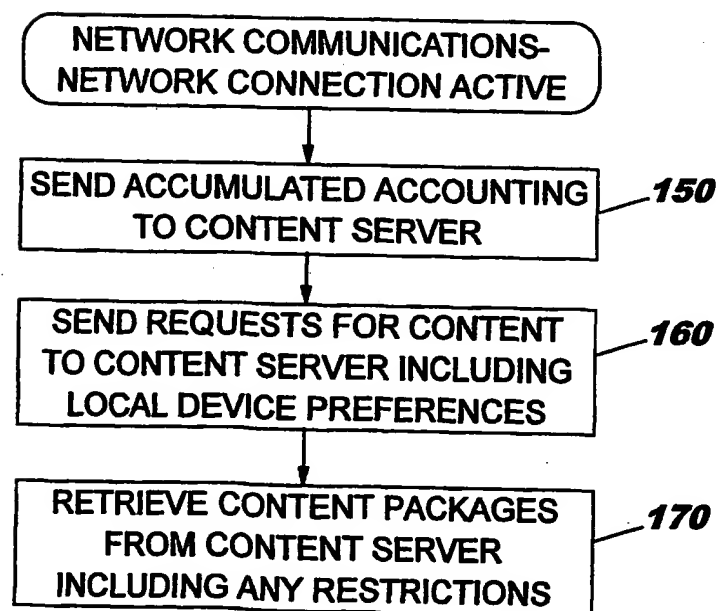 NETWORK COMMUNICATIONS-
NETWORK CONNECTION ACTIVE
SEND ACCUMULATED ACCOUNTING
TO CONTENT SERVER
150
SEND REQUESTS FOR CONTENT
TO CONTENT SERVER INCLUDING
LOCAL DEVICE PREFERENCES
160
RETRIEVE CONTENT PACKAGES
FROM CONTENT SERVER
INCLUDING ANY RESTRICTIONS
170